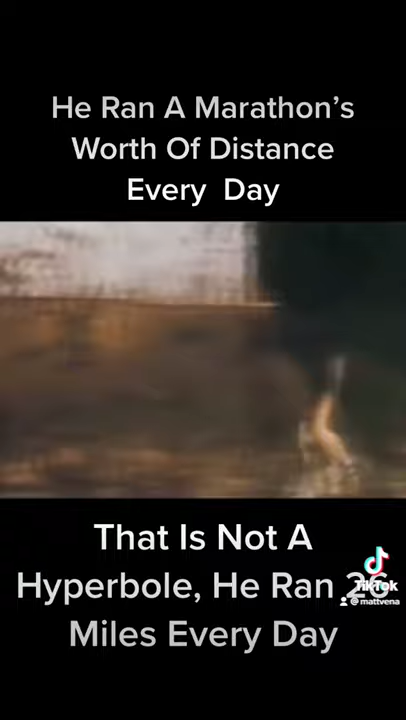 He Ran A Marathon’s
Worth Of Distance
Every Day
That Is Not A
Hyperbole, He Ran 26
TikTok
@mattvena
Miles Every Day